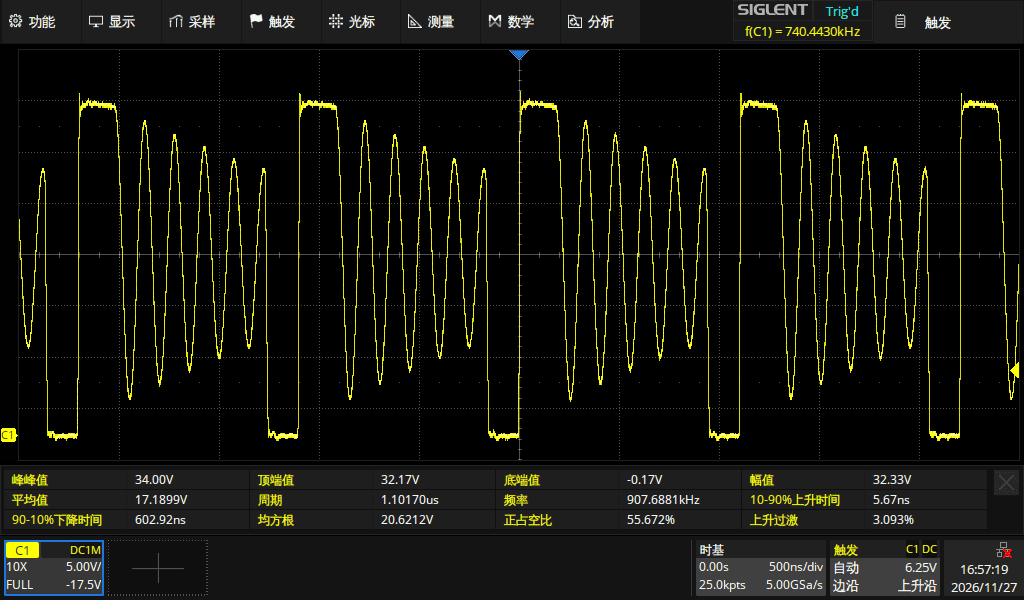 功能 显示 采样 触发 光标 测量 数学 分析 SIGLENT Trig'd 触发
f(C1) = 740.4430kHz
C1
峰峰值 34.00V 顶端值 32.17V 底端值 -0.17V 幅值 32.33V
平均值 17.1899V 周期 1.10170us 频率 907.6881kHz 10-90%上升时间 5.67ns
90-10%下降时间 602.92ns 均方根 20.6212V 正占空比 55.672% 上升过激 3.093%
C1 DC1M
10X 5.00V/
FULL -17.5V
时基
0.00s 500ns/div
25.0kpts 5.00GSa/s
触发 C1 DC
自动 6.25V
边沿 上升沿
16:57:19
2026/11/27